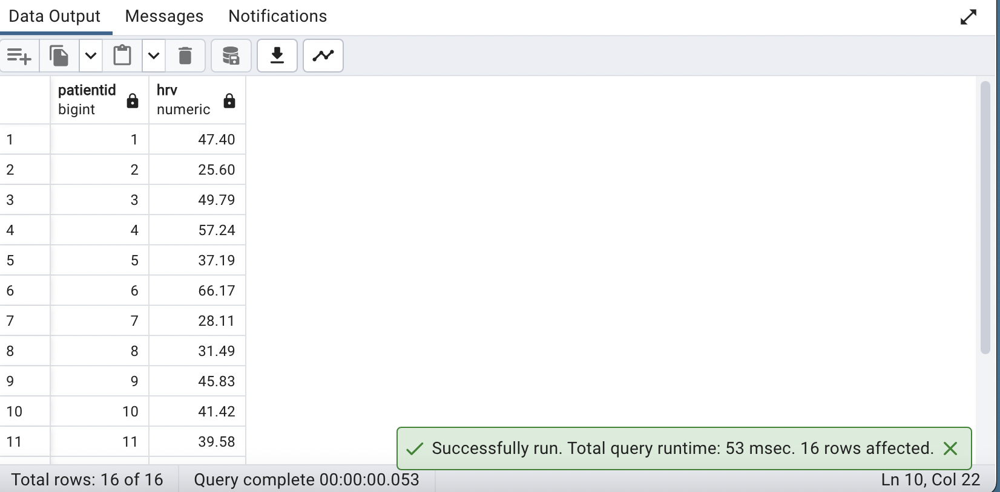 Data Output Messages Notifications
patientid hrv
bigint numeric
1 1 47.40
2 2 25.60
3 3 49.79
4 4 57.24
5 5 37.19
6 6 66.17
7 7 28.11
8 8 31.49
9 9 45.83
10 10 41.42
11 11 39.58
Successfully run. Total query runtime: 53 msec. 16 rows affected.
Total rows: 16 of 16 Query complete 00:00:00.053 Ln 10, Col 22